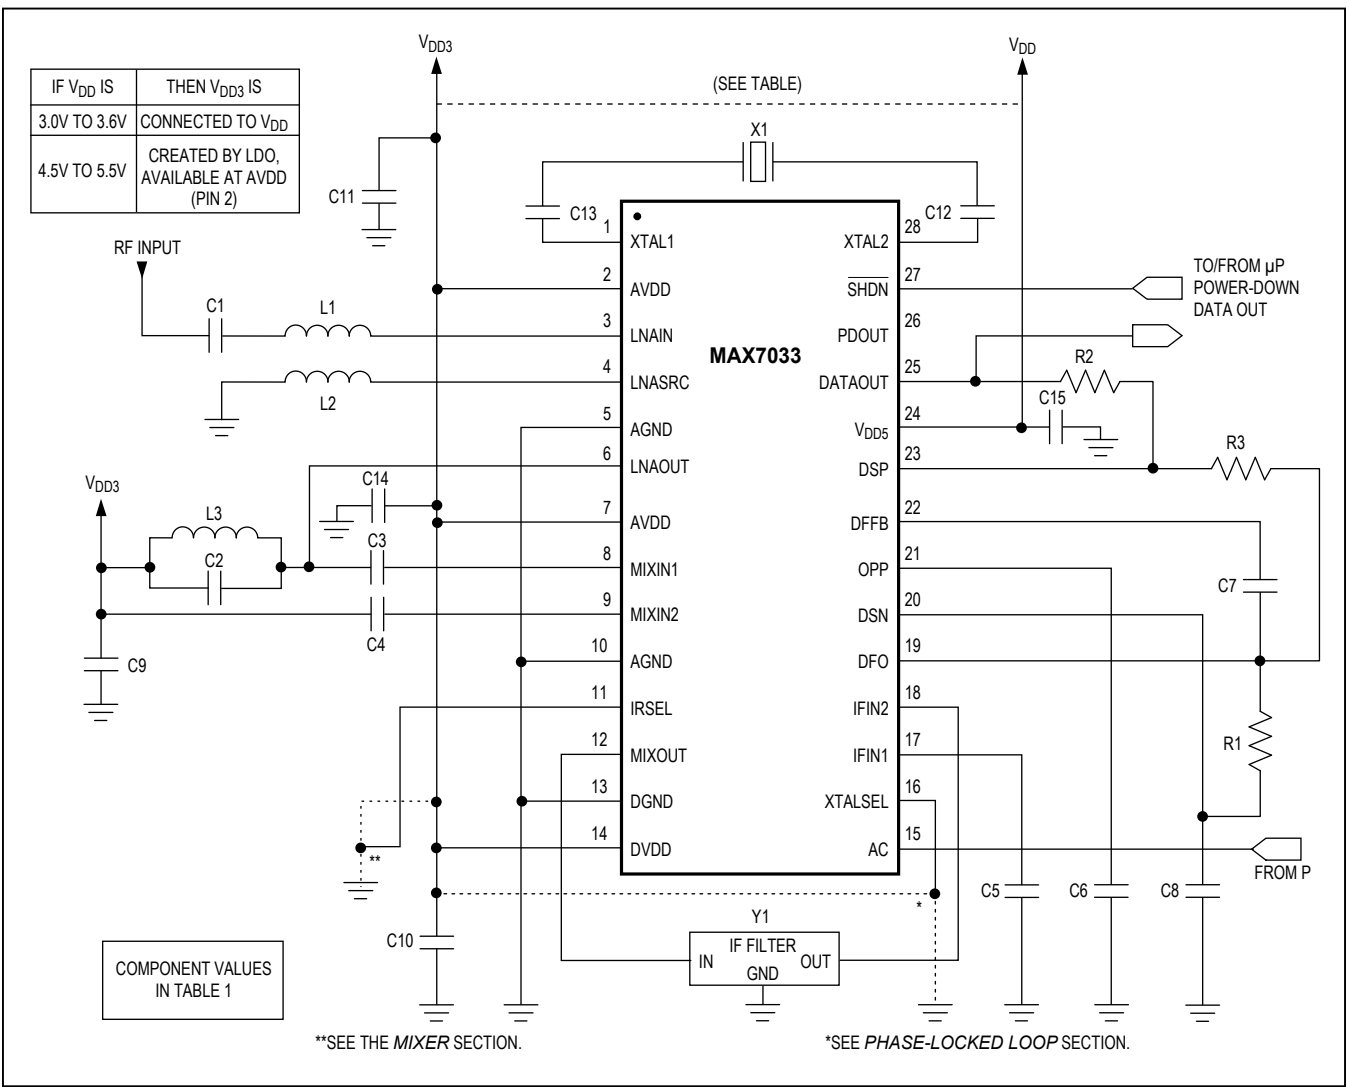 VDD3
VDD
IF VDD IS
THEN VDD3 IS
3.0V TO 3.6V
CONNECTED TO VDD
4.5V TO 5.5V
CREATED BY LDO,
AVAILABLE AT AVDD
(PIN 2)
(SEE TABLE)
X1
C11
C13
C12
RF INPUT
C1
L1
L2
1
XTAL1
2
AVDD
3
LNAIN
4
LNASRC
5
AGND
6
LNAOUT
7
AVDD
8
MIXIN1
9
MIXIN2
10
AGND
11
IRSEL
12
MIXOUT
13
DGND
14
DVDD
MAX7033
28
XTAL2
27
SHDN
26
PDOUT
25
DATAOUT
24
VDD5
23
DSP
22
DFFB
21
OPP
20
DSN
19
DFO
18
IFIN2
17
IFIN1
16
XTALSEL
15
AC
TO/FROM µP
POWER-DOWN
DATA OUT
R2
C15
R3
VDD3
L3
C2
C14
C3
C4
C9
C7
R1
FROM P
**
*
C10
C5
C6
C8
Y1
IF FILTER
IN
OUT
GND
COMPONENT VALUES
IN TABLE 1
**SEE THE MIXER SECTION.
*SEE PHASE-LOCKED LOOP SECTION.